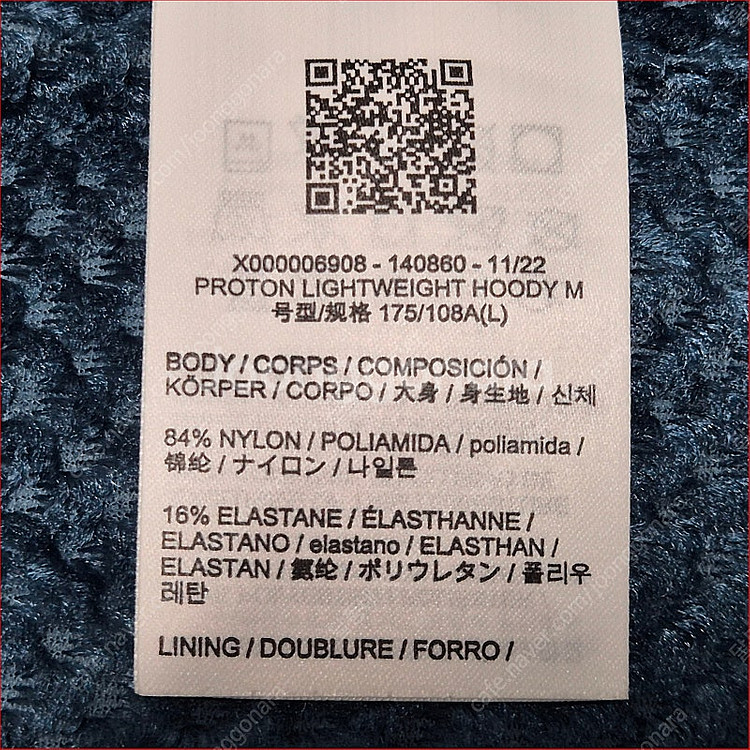 X000006908 - 140860 - 11/22
PROTON LIGHTWEIGHT HOODY M
号型/规格 175/108A(L)
BODY / CORPS / COMPOSICIÓN /
KÖRPER / CORPO / 大身 / 身生地 / 신체
84% NYLON / POLIAMIDA / poliamida /
锦纶 / ナイロン / 나일론
16% ELASTANE / ÉLASTHANNE /
ELASTANO / elastano / ELASTHAN /
ELASTAN / 氨纶 / ポリウレタン / 폴리우
레탄
LINING / DOUBLURE / FORRO /